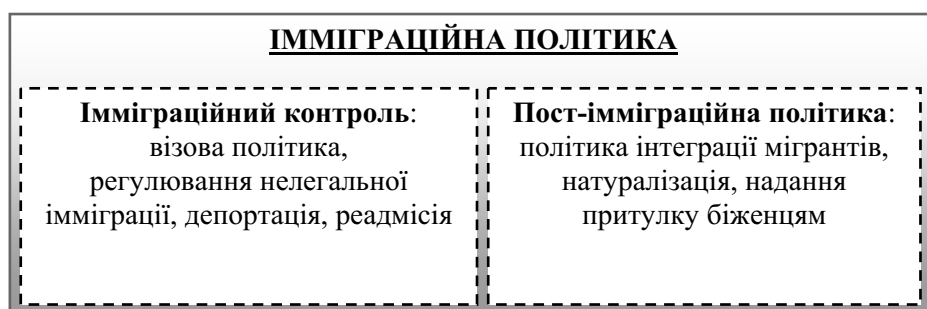 ІММІГРАЦІЙНА ПОЛІТИКА
Імміграційний контроль:
візова політика,
регулювання нелегальної
імміграції, депортація, реадмісія
Пост-імміграційна політика:
політика інтеграції мігрантів,
натуралізація, надання
притулку біженцям